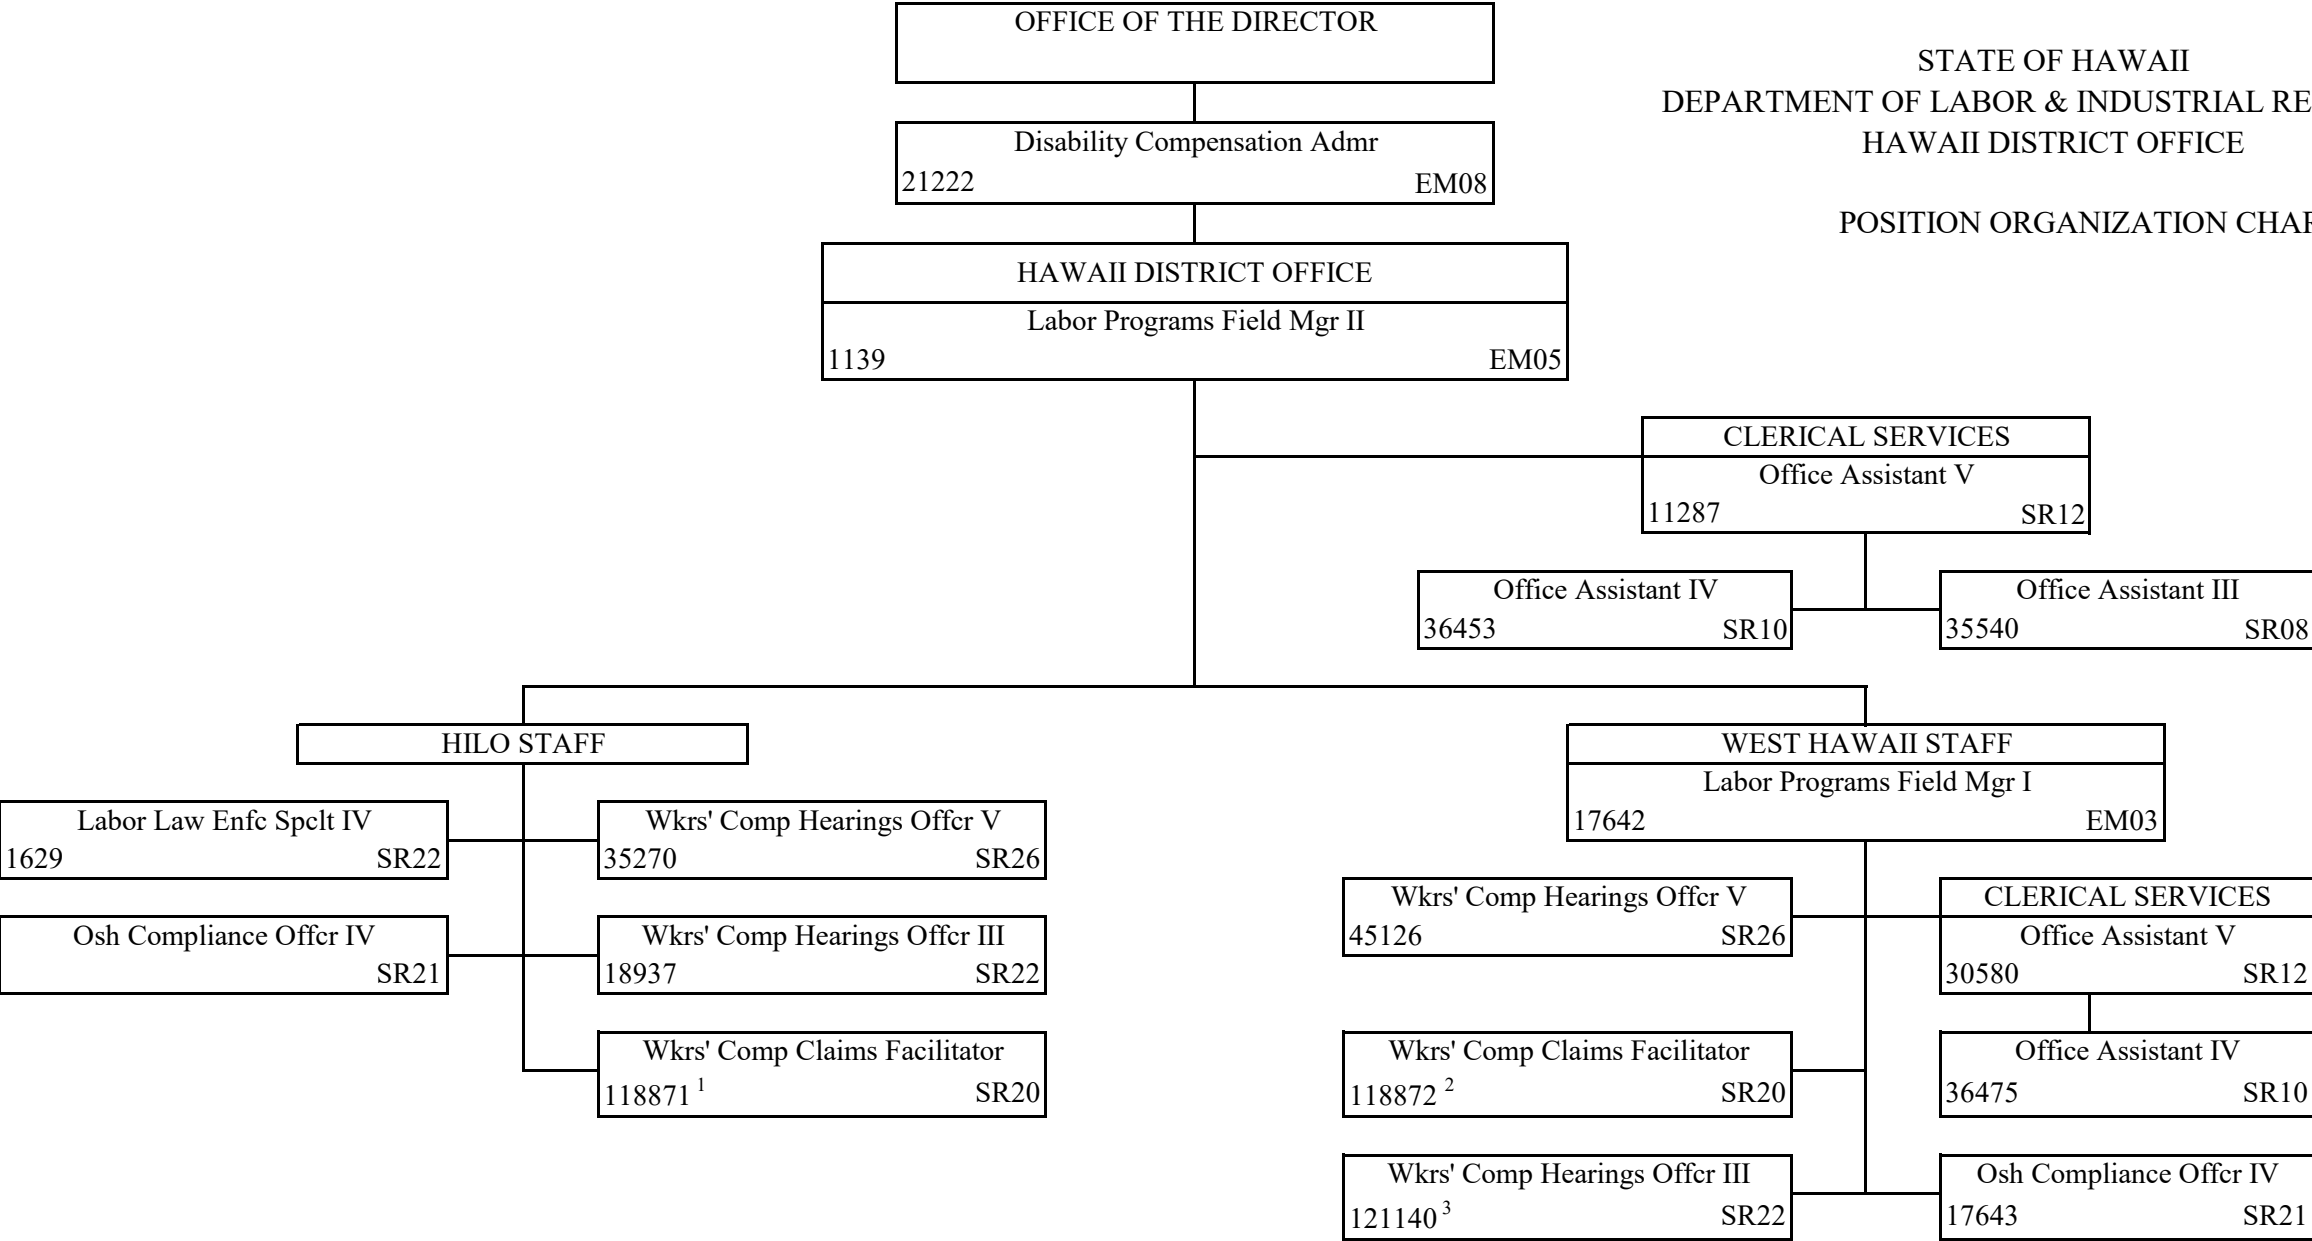 OFFICE OF THE DIRECTOR
STATE OF HAWAII
DEPARTMENT OF LABOR & INDUSTRIAL RE
HAWAII DISTRICT OFFICE
POSITION ORGANIZATION CHAR
Disability Compensation Admr
21222 EM08
HAWAII DISTRICT OFFICE
Labor Programs Field Mgr II
1139 EM05
CLERICAL SERVICES
Office Assistant V
11287 SR12
Office Assistant IV
36453 SR10
Office Assistant III
35540 SR08
HILO STAFF
Labor Law Enfc Spclt IV
1629 SR22
Wkrs' Comp Hearings Offcr V
35270 SR26
Osh Compliance Offcr IV
SR21
Wkrs' Comp Hearings Offcr III
18937 SR22
Wkrs' Comp Claims Facilitator
118871 1 SR20
WEST HAWAII STAFF
Labor Programs Field Mgr I
17642 EM03
Wkrs' Comp Hearings Offcr V
45126 SR26
CLERICAL SERVICES
Office Assistant V
30580 SR12
Wkrs' Comp Claims Facilitator
118872 2 SR20
Office Assistant IV
36475 SR10
Wkrs' Comp Hearings Offcr III
121140 3 SR22
Osh Compliance Offcr IV
17643 SR21